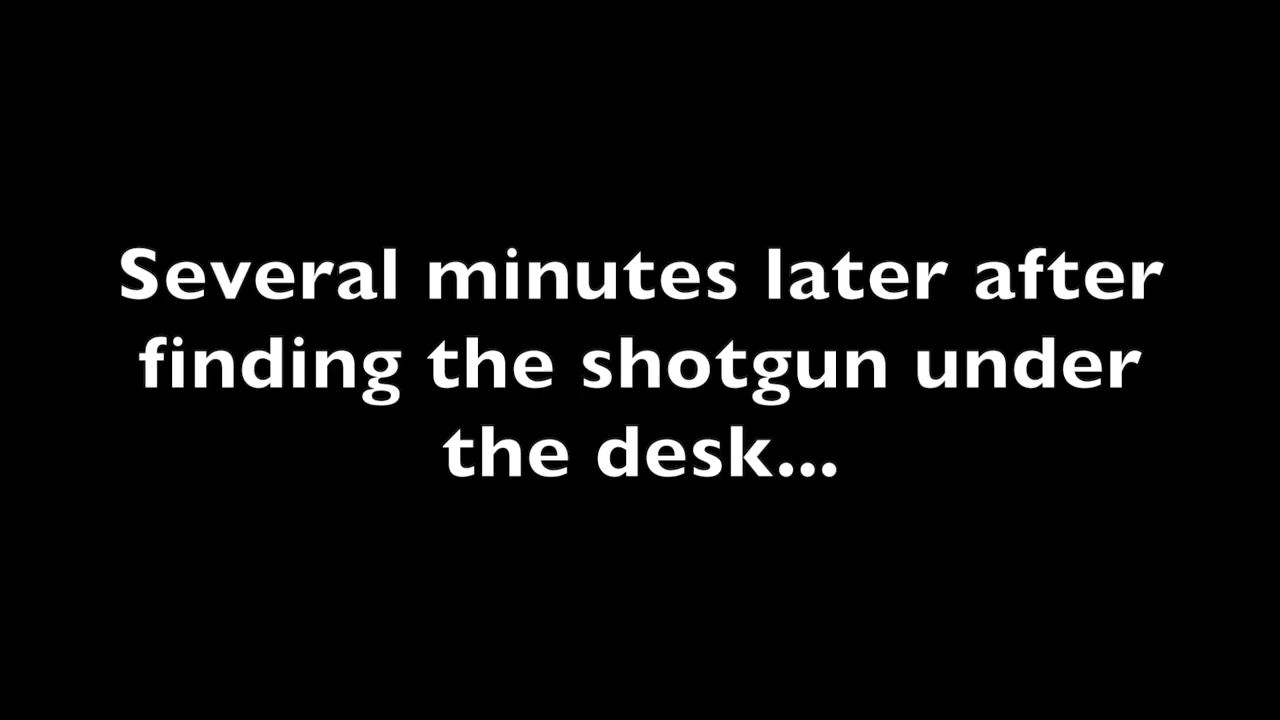 Several minutes later after
finding the shotgun under
the desk...